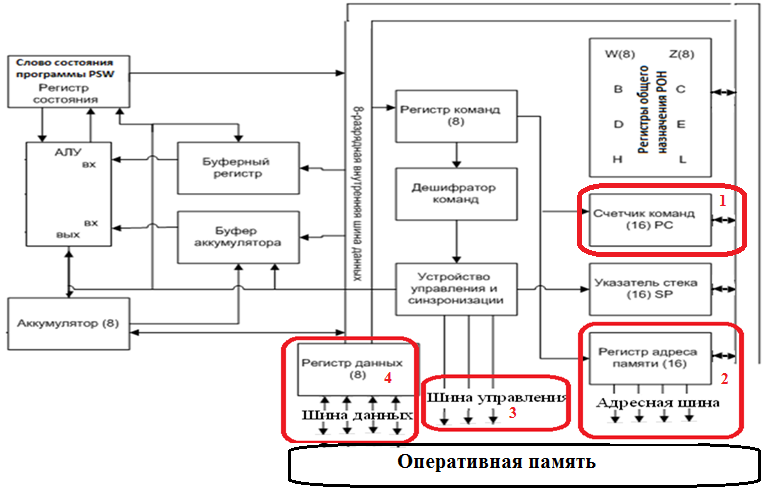 Слово состояния
программы PSW
Регистр
состояния
АЛУ
вх
вх
вых
Буферный
регистр
Буфер
аккумулятора
Аккумулятор (8)
8-разрядная внутренняя шина данных
Регистр команд
(8)
Дешифратор
команд
Устройство
управления и
синхронизации
W(8) Z(8)
B C
D E
H L
Регистры общего
назначения РОН
1
Счетчик команд
(16) PC
Указатель стека
(16) SP
Регистр адреса
памяти (16)
2
Адресная шина
Регистр данных
(8)
4
Шина данных
Шина управления
3
Оперативная память